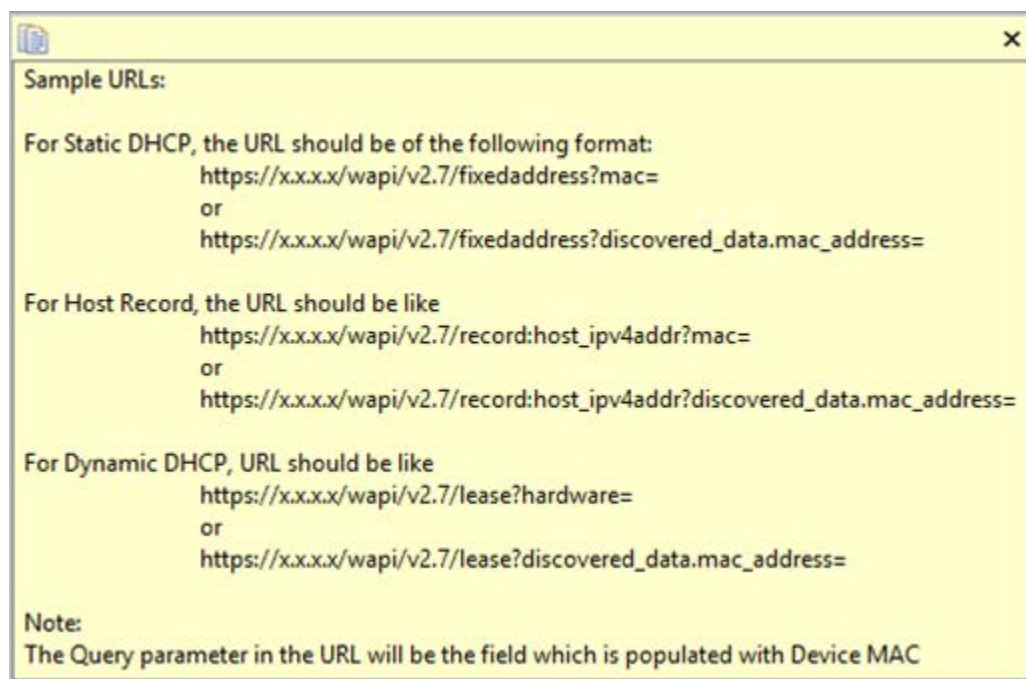 Sample URLs:
For Static DHCP, the URL should be of the following format:
https://x.x.x.x/wapi/v2.7/fixedaddress?mac=
or
https://x.x.x.x/wapi/v2.7/fixedaddress?discovered_data.mac_address=
For Host Record, the URL should be like
https://x.x.x.x/wapi/v2.7/record:host_ipv4addr?mac=
or
https://x.x.x.x/wapi/v2.7/record:host_ipv4addr?discovered_data.mac_address=
For Dynamic DHCP, URL should be like
https://x.x.x.x/wapi/v2.7/lease?hardware=
or
https://x.x.x.x/wapi/v2.7/lease?discovered_data.mac_address=
Note:
The Query parameter in the URL will be the field which is populated with Device MAC